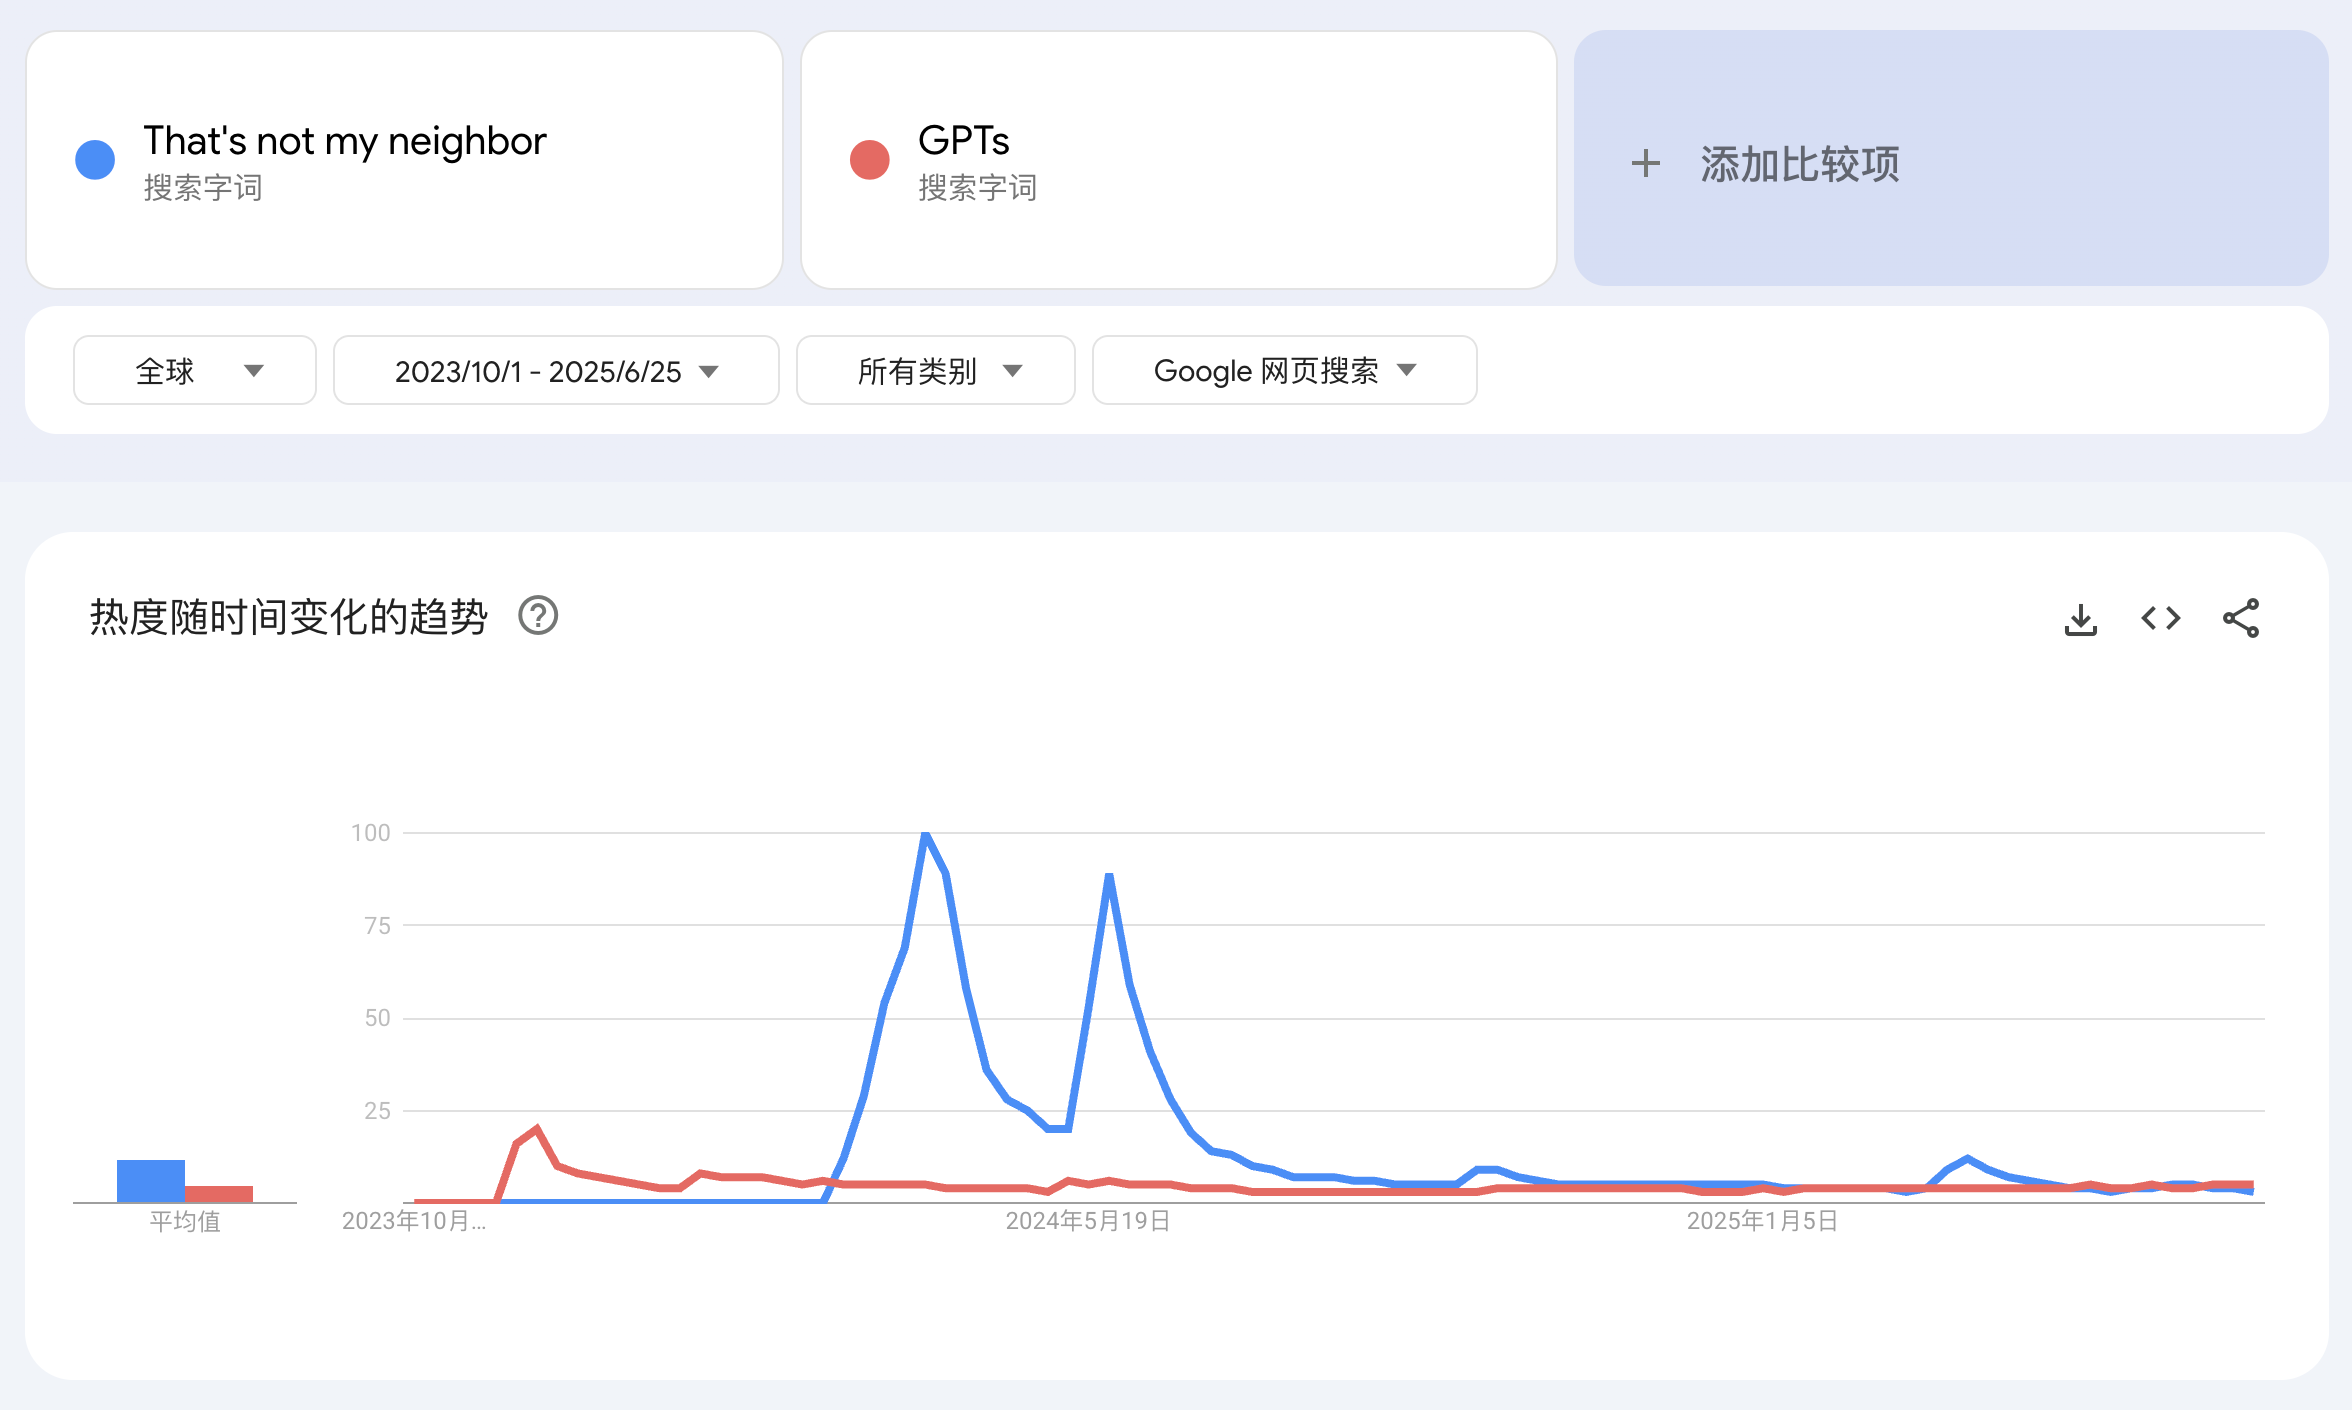 That's not my neighbor
搜索字词
GPTs
搜索字词
+ 添加比较项
全球
2023/10/1 - 2025/6/25
所有类别
Google 网页搜索
热度随时间变化的趋势
100
75
50
25
平均值
2023年10月...
2024年5月19日
2025年1月5日